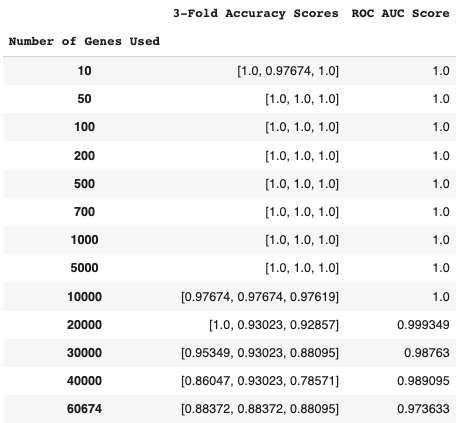 3-Fold Accuracy Scores ROC AUC Score
Number of Genes Used
10 [1.0, 0.97674, 1.0] 1.0
50 [1.0, 1.0, 1.0] 1.0
100 [1.0, 1.0, 1.0] 1.0
200 [1.0, 1.0, 1.0] 1.0
500 [1.0, 1.0, 1.0] 1.0
700 [1.0, 1.0, 1.0] 1.0
1000 [1.0, 1.0, 1.0] 1.0
5000 [1.0, 1.0, 1.0] 1.0
10000 [0.97674, 0.97674, 0.97619] 1.0
20000 [1.0, 0.93023, 0.92857] 0.999349
30000 [0.95349, 0.93023, 0.88095] 0.98763
40000 [0.86047, 0.93023, 0.78571] 0.989095
60674 [0.88372, 0.88372, 0.88095] 0.973633